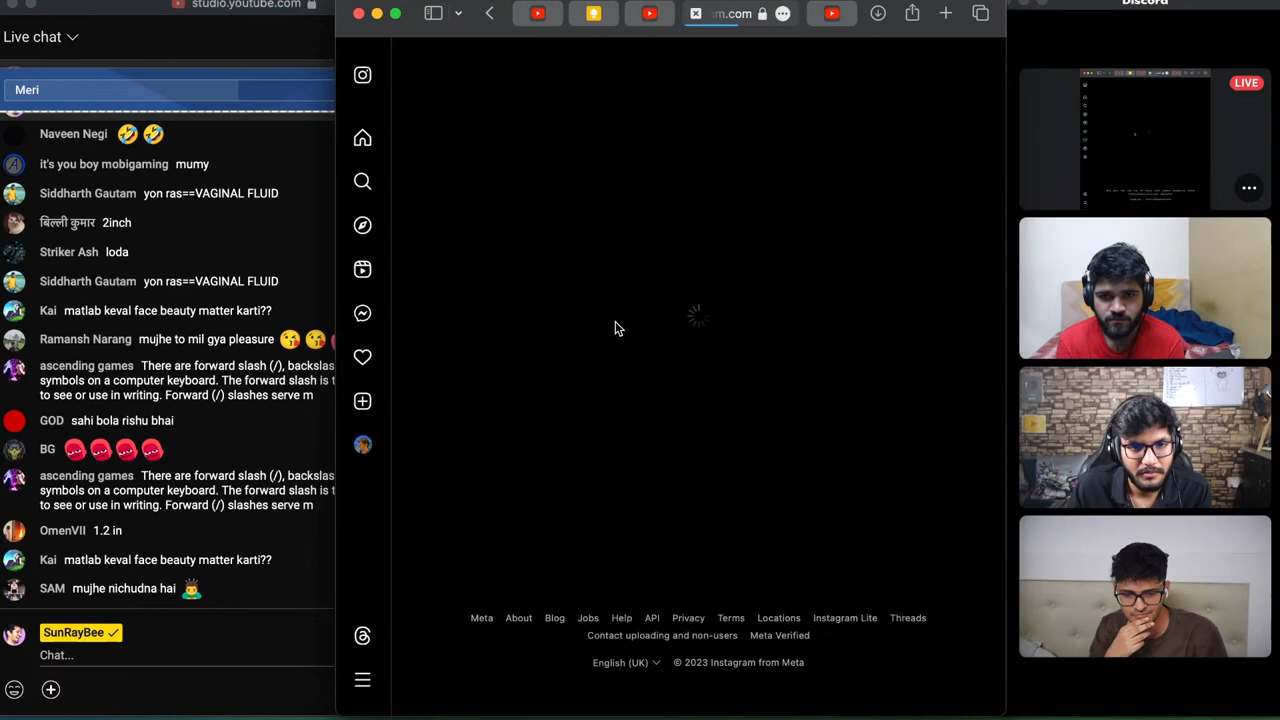 studio.youtube.com
Live chat
Meri
Naveen Negi
it's you boy mobigaming mumy
Siddharth Gautam yon ras==VAGINAL FLUID
बिल्ली कुमार 2inch
Striker Ash loda
Siddharth Gautam yon ras==VAGINAL FLUID
Kai matlab keval face beauty matter karti??
Ramansh Narang mujhe to mil gya pleasure
ascending games There are forward slash (/), backslas
symbols on a computer keyboard. The forward slash is t
to see or use in writing. Forward (/) slashes serve m
GOD sahi bola rishu bhai
BG
ascending games There are forward slash (/), backslas
symbols on a computer keyboard. The forward slash is t
to see or use in writing. Forward (/) slashes serve m
OmenVII 1.2 in
Kai matlab keval face beauty matter karti??
SAM mujhe nichudna hai
SunRayBee
Chat...
m.com
Meta About Blog Jobs Help API Privacy Terms Locations Instagram Lite Threads
Contact uploading and non-users Meta Verified
English (UK) © 2023 Instagram from Meta
Discord
LIVE